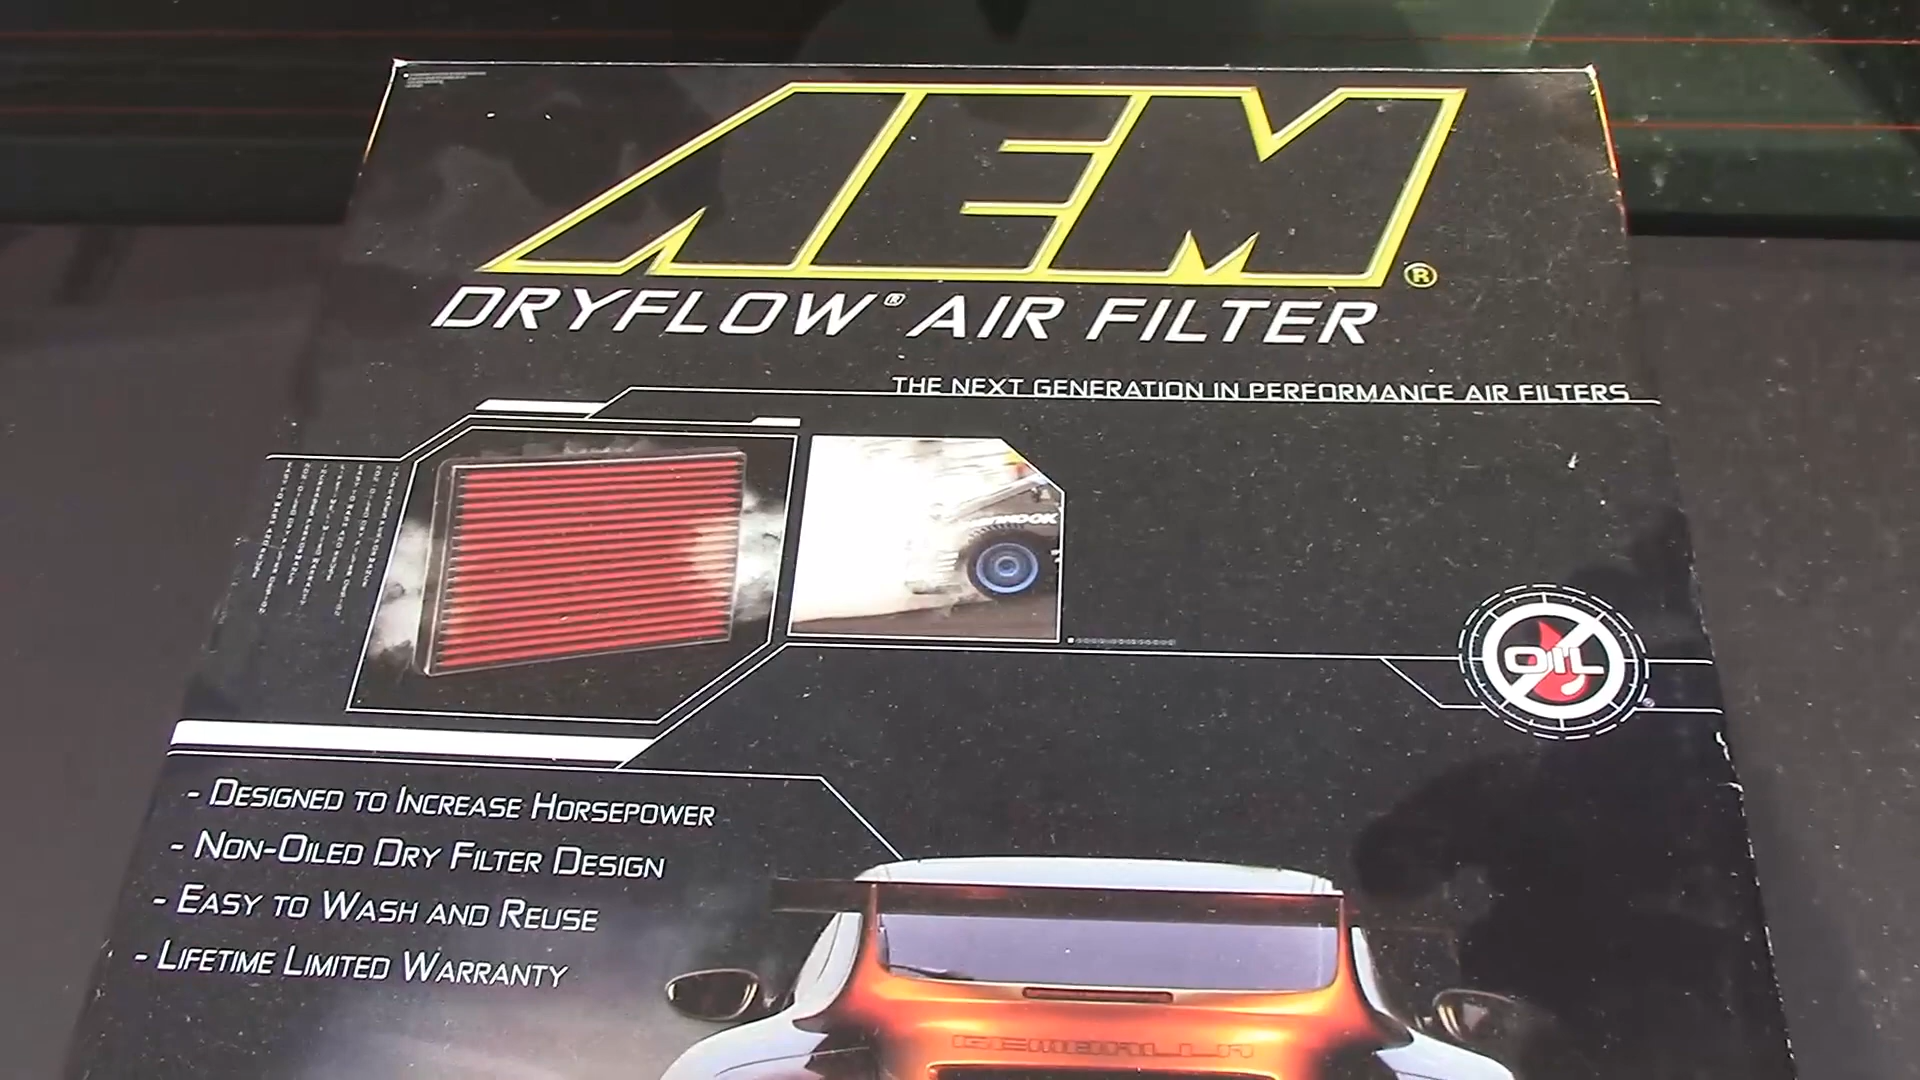 AEM®
DRYFLOW® AIR FILTER
THE NEXT GENERATION IN PERFORMANCE AIR FILTERS
OIL
- DESIGNED TO INCREASE HORSEPOWER
- NON-OILED DRY FILTER DESIGN
- EASY TO WASH AND REUSE
- LIFETIME LIMITED WARRANTY
GEMBALLA